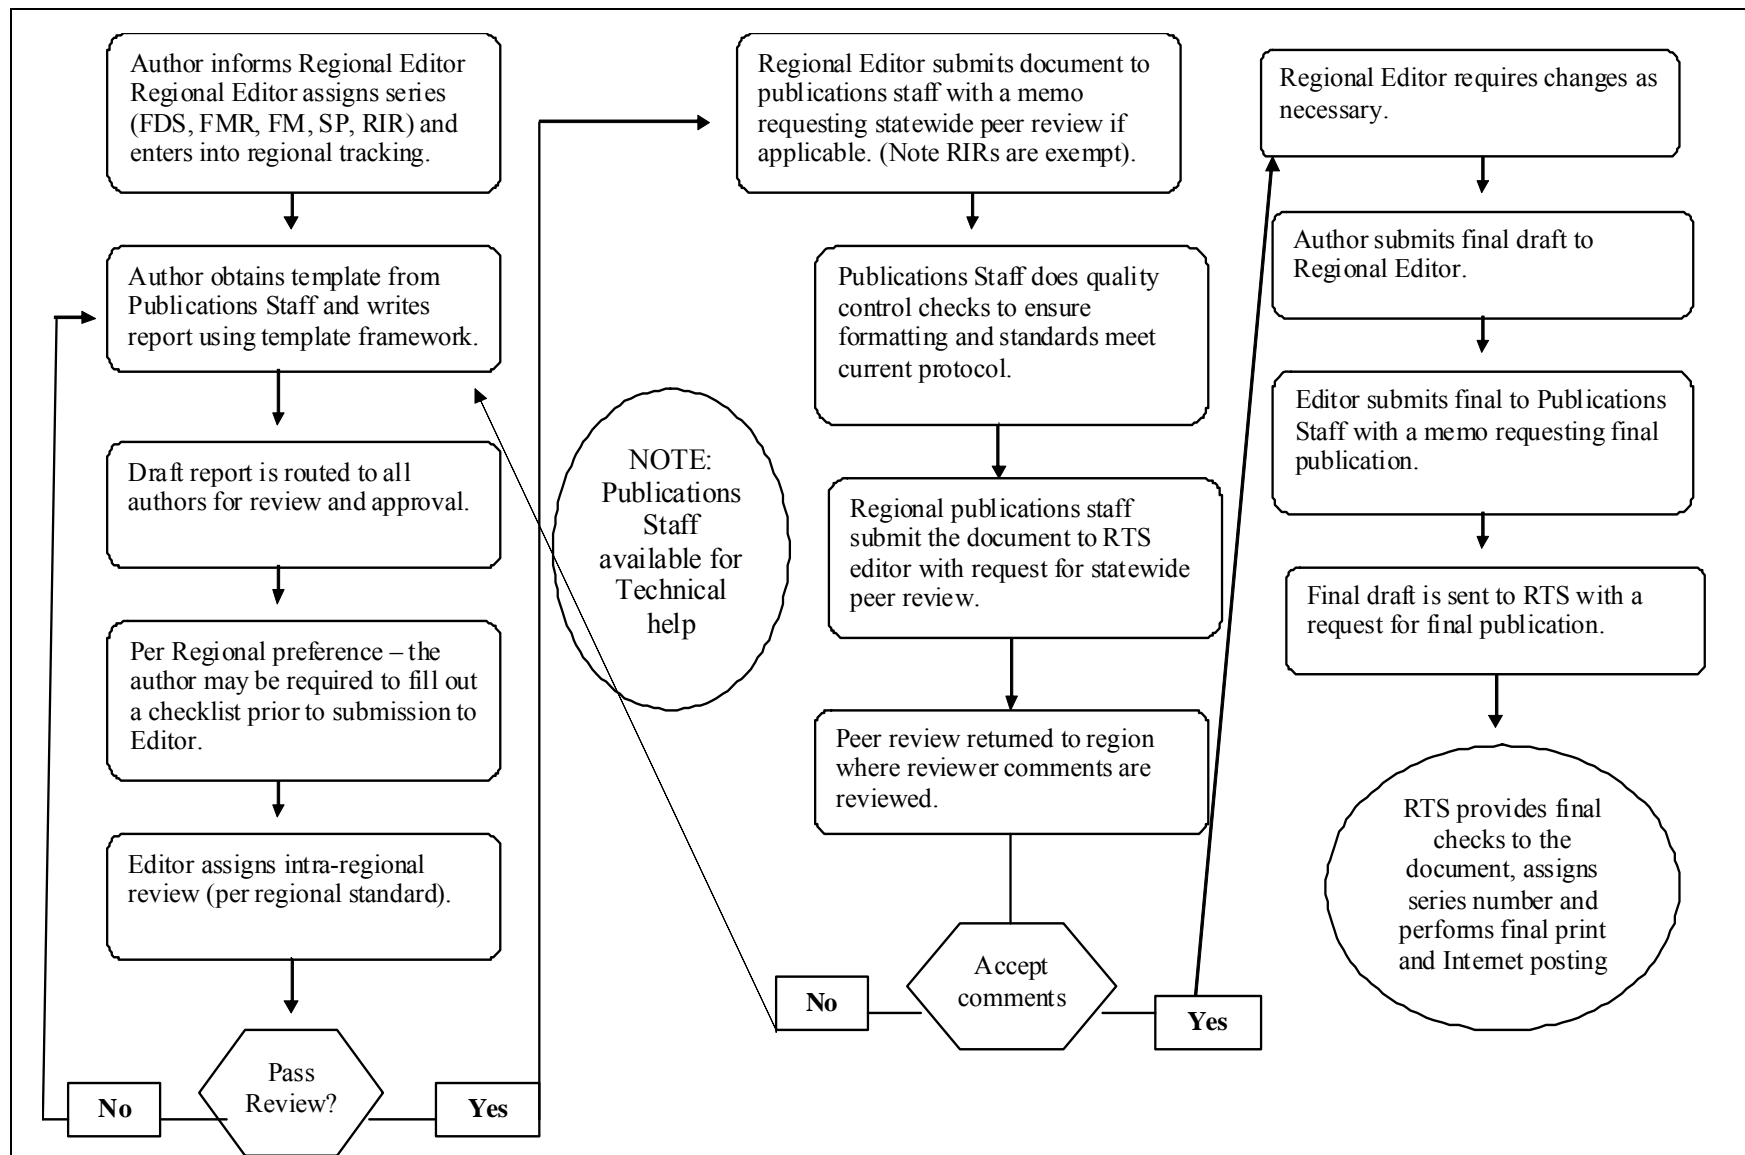 Author informs Regional Editor
Regional Editor assigns series
(FDS, FMR, FM, SP, RIR) and
enters into regional tracking.
Author obtains template from
Publications Staff and writes
report using template framework.
Draft report is routed to all
authors for review and approval.
Per Regional preference – the
author may be required to fill out
a checklist prior to submission to
Editor.
Editor assigns intra-regional
review (per regional standard).
Pass
Review?
No
Yes
NOTE:
Publications
Staff
available for
Technical
help
Regional Editor submits document to
publications staff with a memo
requesting statewide peer review if
applicable. (Note RIRs are exempt).
Publications Staff does quality
control checks to ensure
formatting and standards meet
current protocol.
Regional publications staff
submit the document to RTS
editor with request for statewide
peer review.
Peer review returned to region
where reviewer comments are
reviewed.
Accept
comments
No
Yes
Regional Editor requires changes as
necessary.
Author submits final draft to
Regional Editor.
Editor submits final to Publications
Staff with a memo requesting final
publication.
Final draft is sent to RTS with a
request for final publication.
RTS provides final
checks to the
document, assigns
series number and
performs final print
and Internet posting